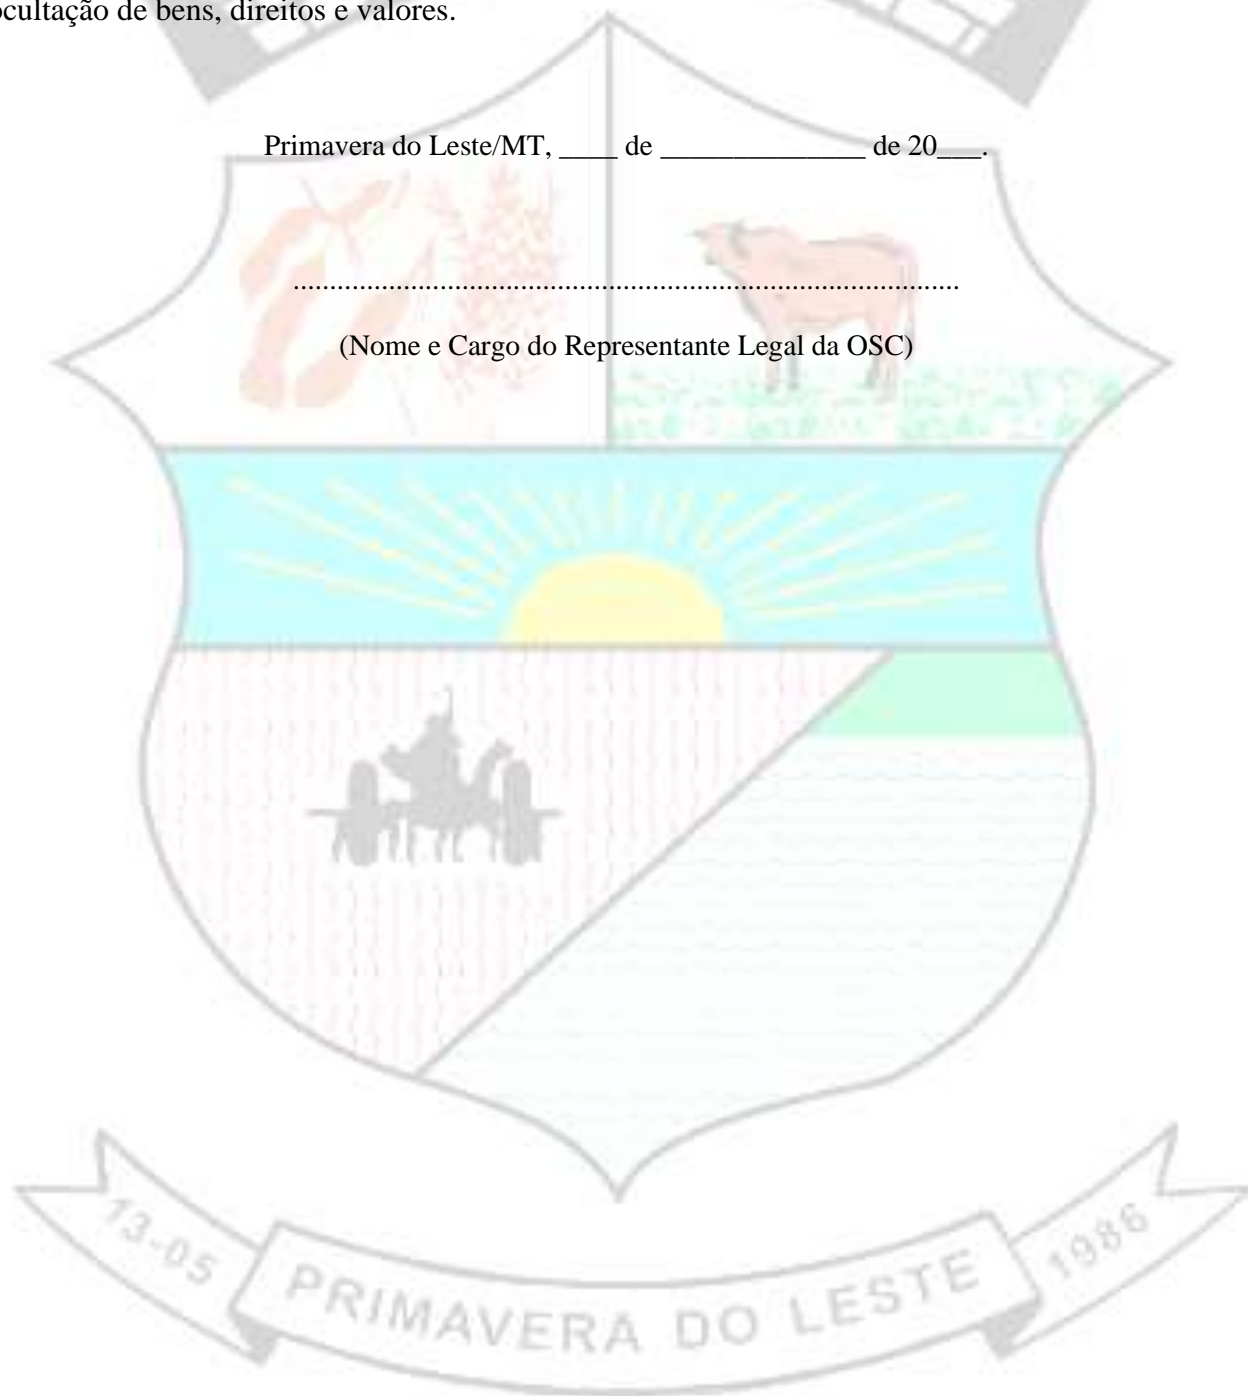 ocultação de bens, direitos e valores.
Primavera do Leste/MT, ____ de ______________ de 20___.
...........................................................................................
(Nome e Cargo do Representante Legal da OSC)
13-05 PRIMAVERA DO LESTE 1986